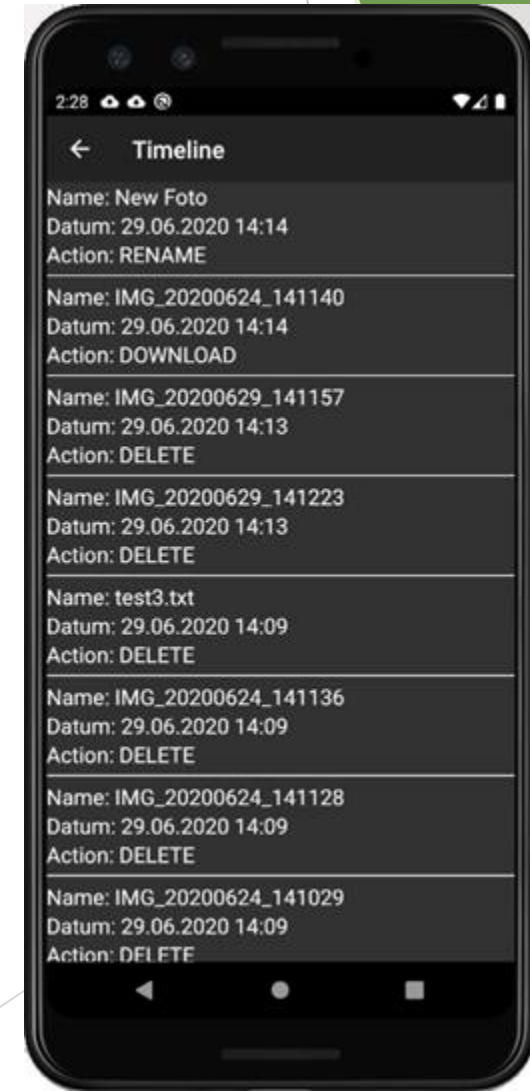 2:28
Timeline
Name: New Foto
Datum: 29.06.2020 14:14
Action: RENAME
Name: IMG_20200624_141140
Datum: 29.06.2020 14:14
Action: DOWNLOAD
Name: IMG_20200629_141157
Datum: 29.06.2020 14:13
Action: DELETE
Name: IMG_20200629_141223
Datum: 29.06.2020 14:13
Action: DELETE
Name: test3.txt
Datum: 29.06.2020 14:09
Action: DELETE
Name: IMG_20200624_141136
Datum: 29.06.2020 14:09
Action: DELETE
Name: IMG_20200624_141128
Datum: 29.06.2020 14:09
Action: DELETE
Name: IMG_20200624_141029
Datum: 29.06.2020 14:09
Action: DELETE